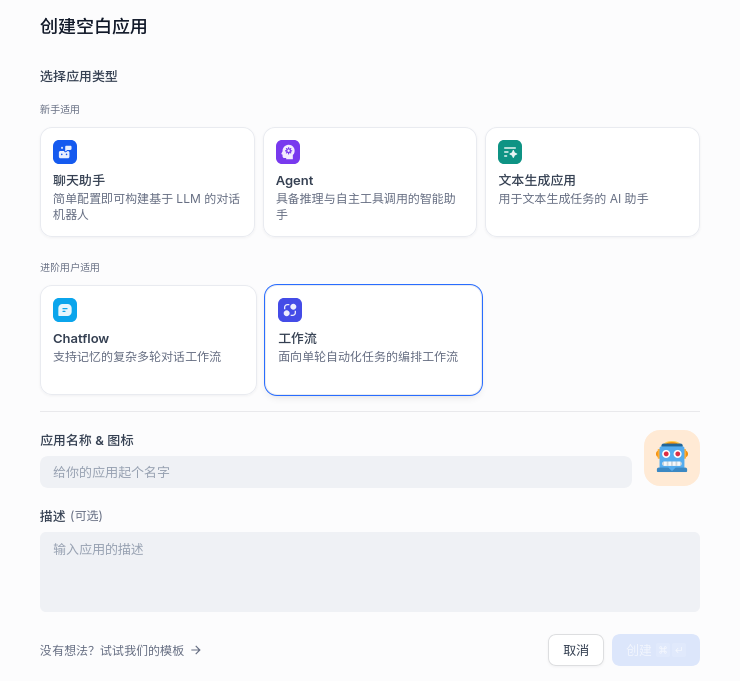 创建空白应用
选择应用类型
新手适用
聊天助手
简单配置即可构建基于 LLM 的对话
机器人
Agent
具备推理与自主工具调用的智能助
手
文本生成应用
用于文本生成任务的 AI 助手
进阶用户适用
Chatflow
支持记忆的复杂多轮对话工作流
工作流
面向单轮自动化任务的编排工作流
应用名称 & 图标
给你的应用起个名字
描述 (可选)
输入应用的描述
没有想法？试试我们的模板 →
取消
创建 ⌘ ↵